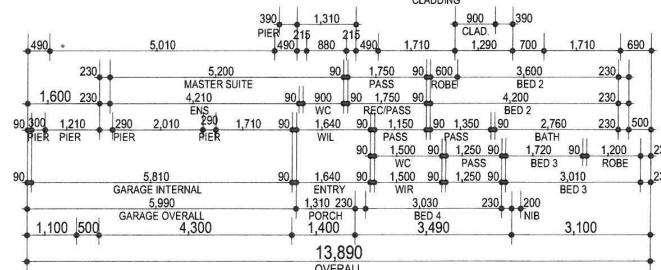 CLADDING
390 1,310 900 390
PIER 215 215 CLAD.
490 5,010 490 880 490 1,710 1,290 700 1,710 690
230 5,200 90 1,750 90 600 3,600 230
MASTER SUITE PASS ROBE BED 2
1,600 230 4,210 90 900 90 1,750 90 4,200 230
ENS WC REC/PASS BED 2
90 300 1,210 290 2,010 290 1,710 90 1,640 90 1,150 90 1,350 90 2,760 230 500
PIER PIER PIER PIER WIL PASS PASS BATH
90 1,500 90 1,250 90 1,720 90 1,200 23
WC PASS BED 3 ROBE
90 5,810 90 1,640 90 1,500 90 1,250 90 3,010 23
GARAGE INTERNAL ENTRY WIR BED 3
5,990 1,310 230 3,030 230 200
GARAGE OVERALL PORCH BED 4 NIB
1,100 500 4,300 1,400 3,490 3,100
13,890
OVERALL